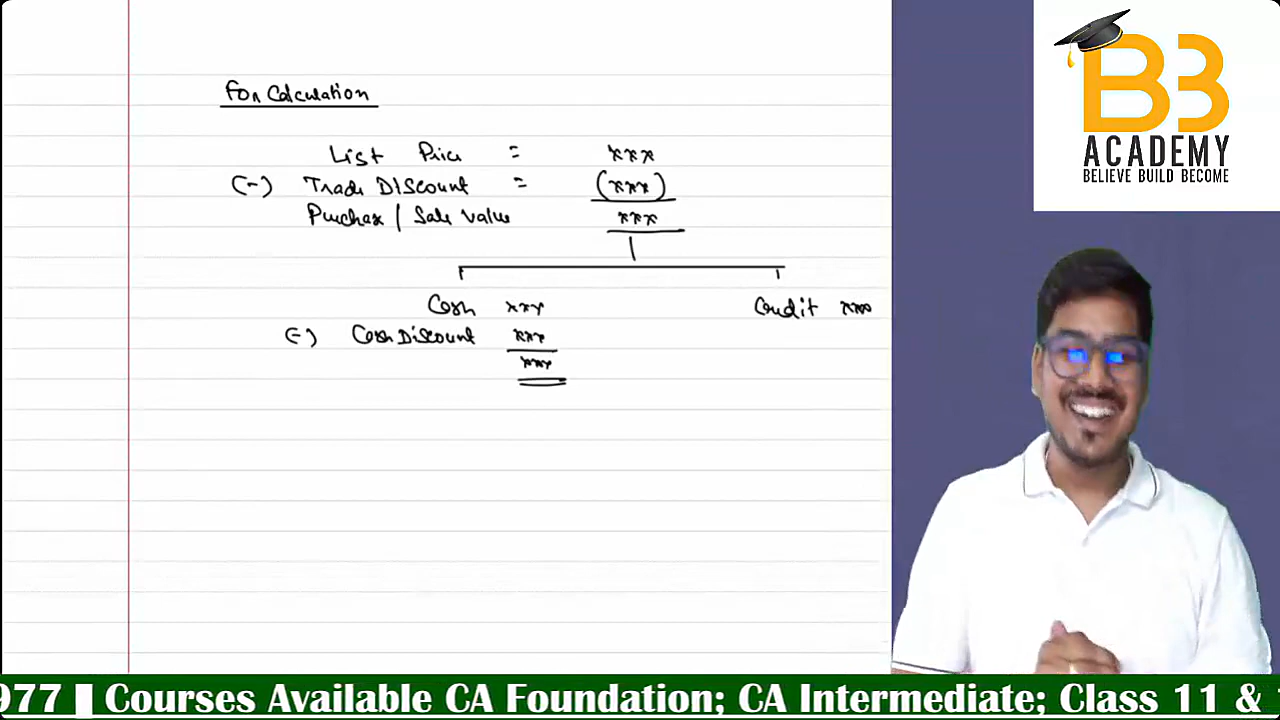 For Calculation
List Price = xxx
(-) Trade Discount = (xxx)
Purchase / Sale value xxx
Cash xxx Credit xxx
(-) Cash Discount xxx
xxx
B3
ACADEMY
BELIEVE BUILD BECOME
977 ▌Courses Available CA Foundation; CA Intermediate; Class 11 &